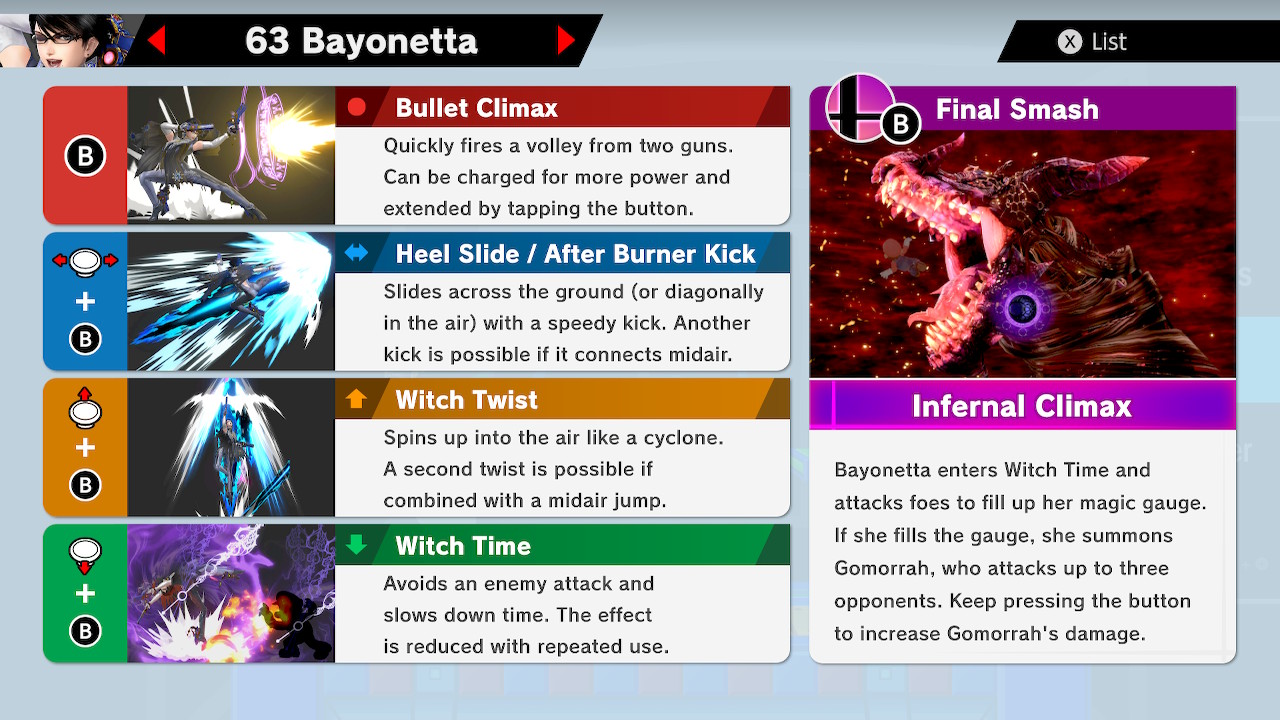 63 Bayonetta
X List
B
Bullet Climax
Quickly fires a volley from two guns.
Can be charged for more power and
extended by tapping the button.
+
B
Heel Slide / After Burner Kick
Slides across the ground (or diagonally
in the air) with a speedy kick. Another
kick is possible if it connects midair.
+
B
Witch Twist
Spins up into the air like a cyclone.
A second twist is possible if
combined with a midair jump.
+
B
Witch Time
Avoids an enemy attack and
slows down time. The effect
is reduced with repeated use.
B
Final Smash
Infernal Climax
Bayonetta enters Witch Time and
attacks foes to fill up her magic gauge.
If she fills the gauge, she summons
Gomorrah, who attacks up to three
opponents. Keep pressing the button
to increase Gomorrah's damage.